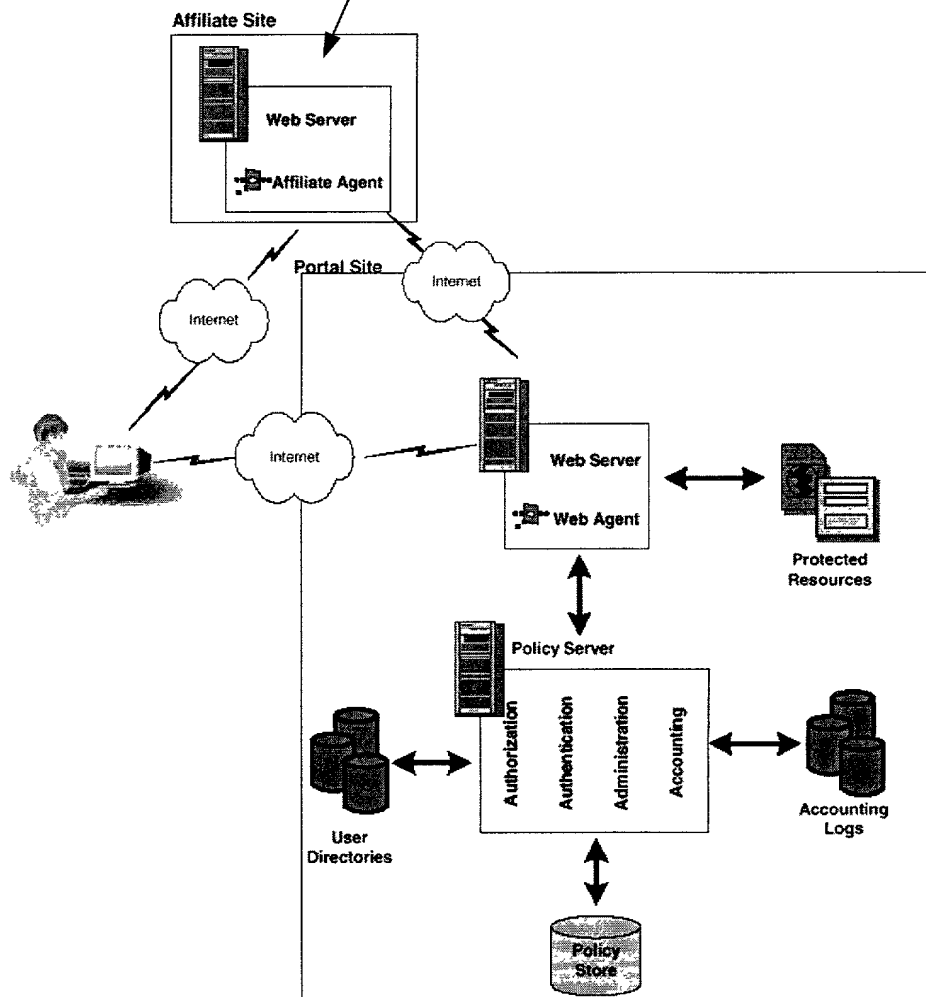 Affiliate Site
Web Server
Affiliate Agent
Portal Site
Internet
Internet
Internet
Web Server
Web Agent
Protected
Resources
Policy Server
Authorization
Authentication
Administration
Accounting
User
Directories
Accounting
Logs
Policy
Store